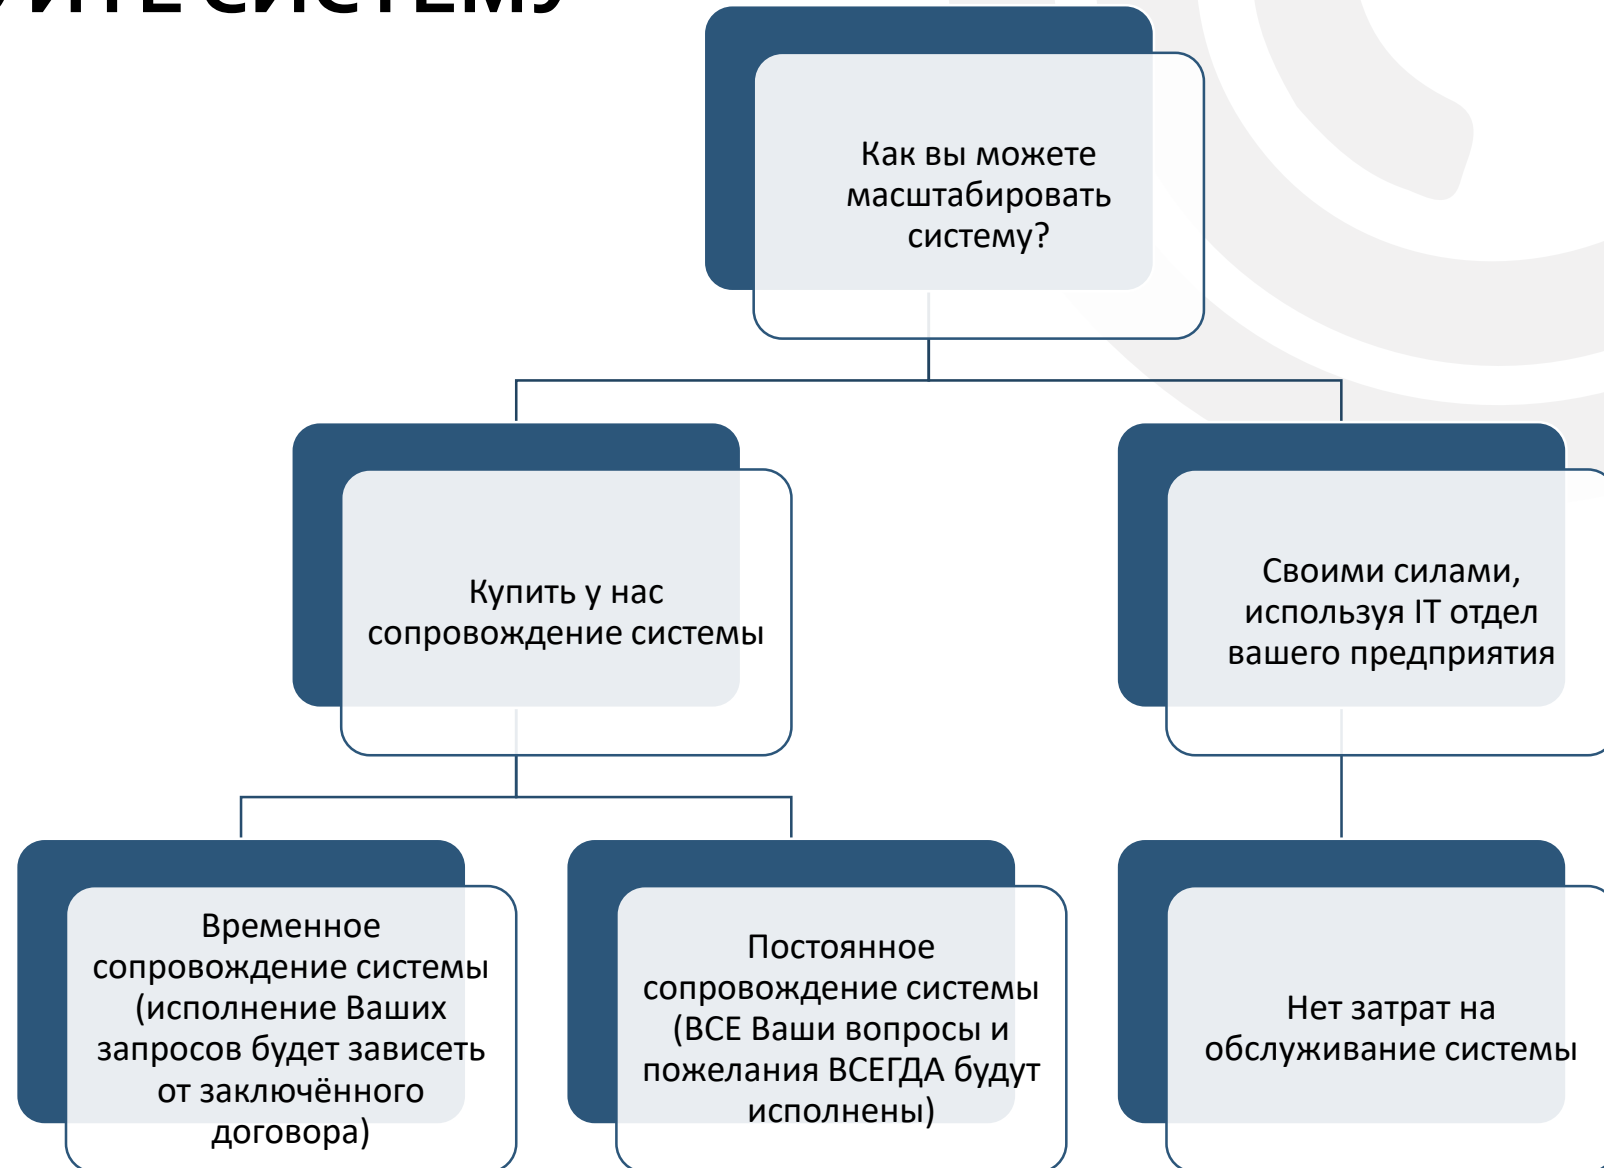 СИСТЕМУ
Как вы можете
масштабировать
систему?
Купить у нас
сопровождение системы
Своими силами,
используя IT отдел
вашего предприятия
Временное
сопровождение системы
(исполнение Ваших
запросов будет зависеть
от заключённого
договора)
Постоянное
сопровождение системы
(ВСЕ Ваши вопросы и
пожелания ВСЕГДА будут
исполнены)
Нет затрат на
обслуживание системы